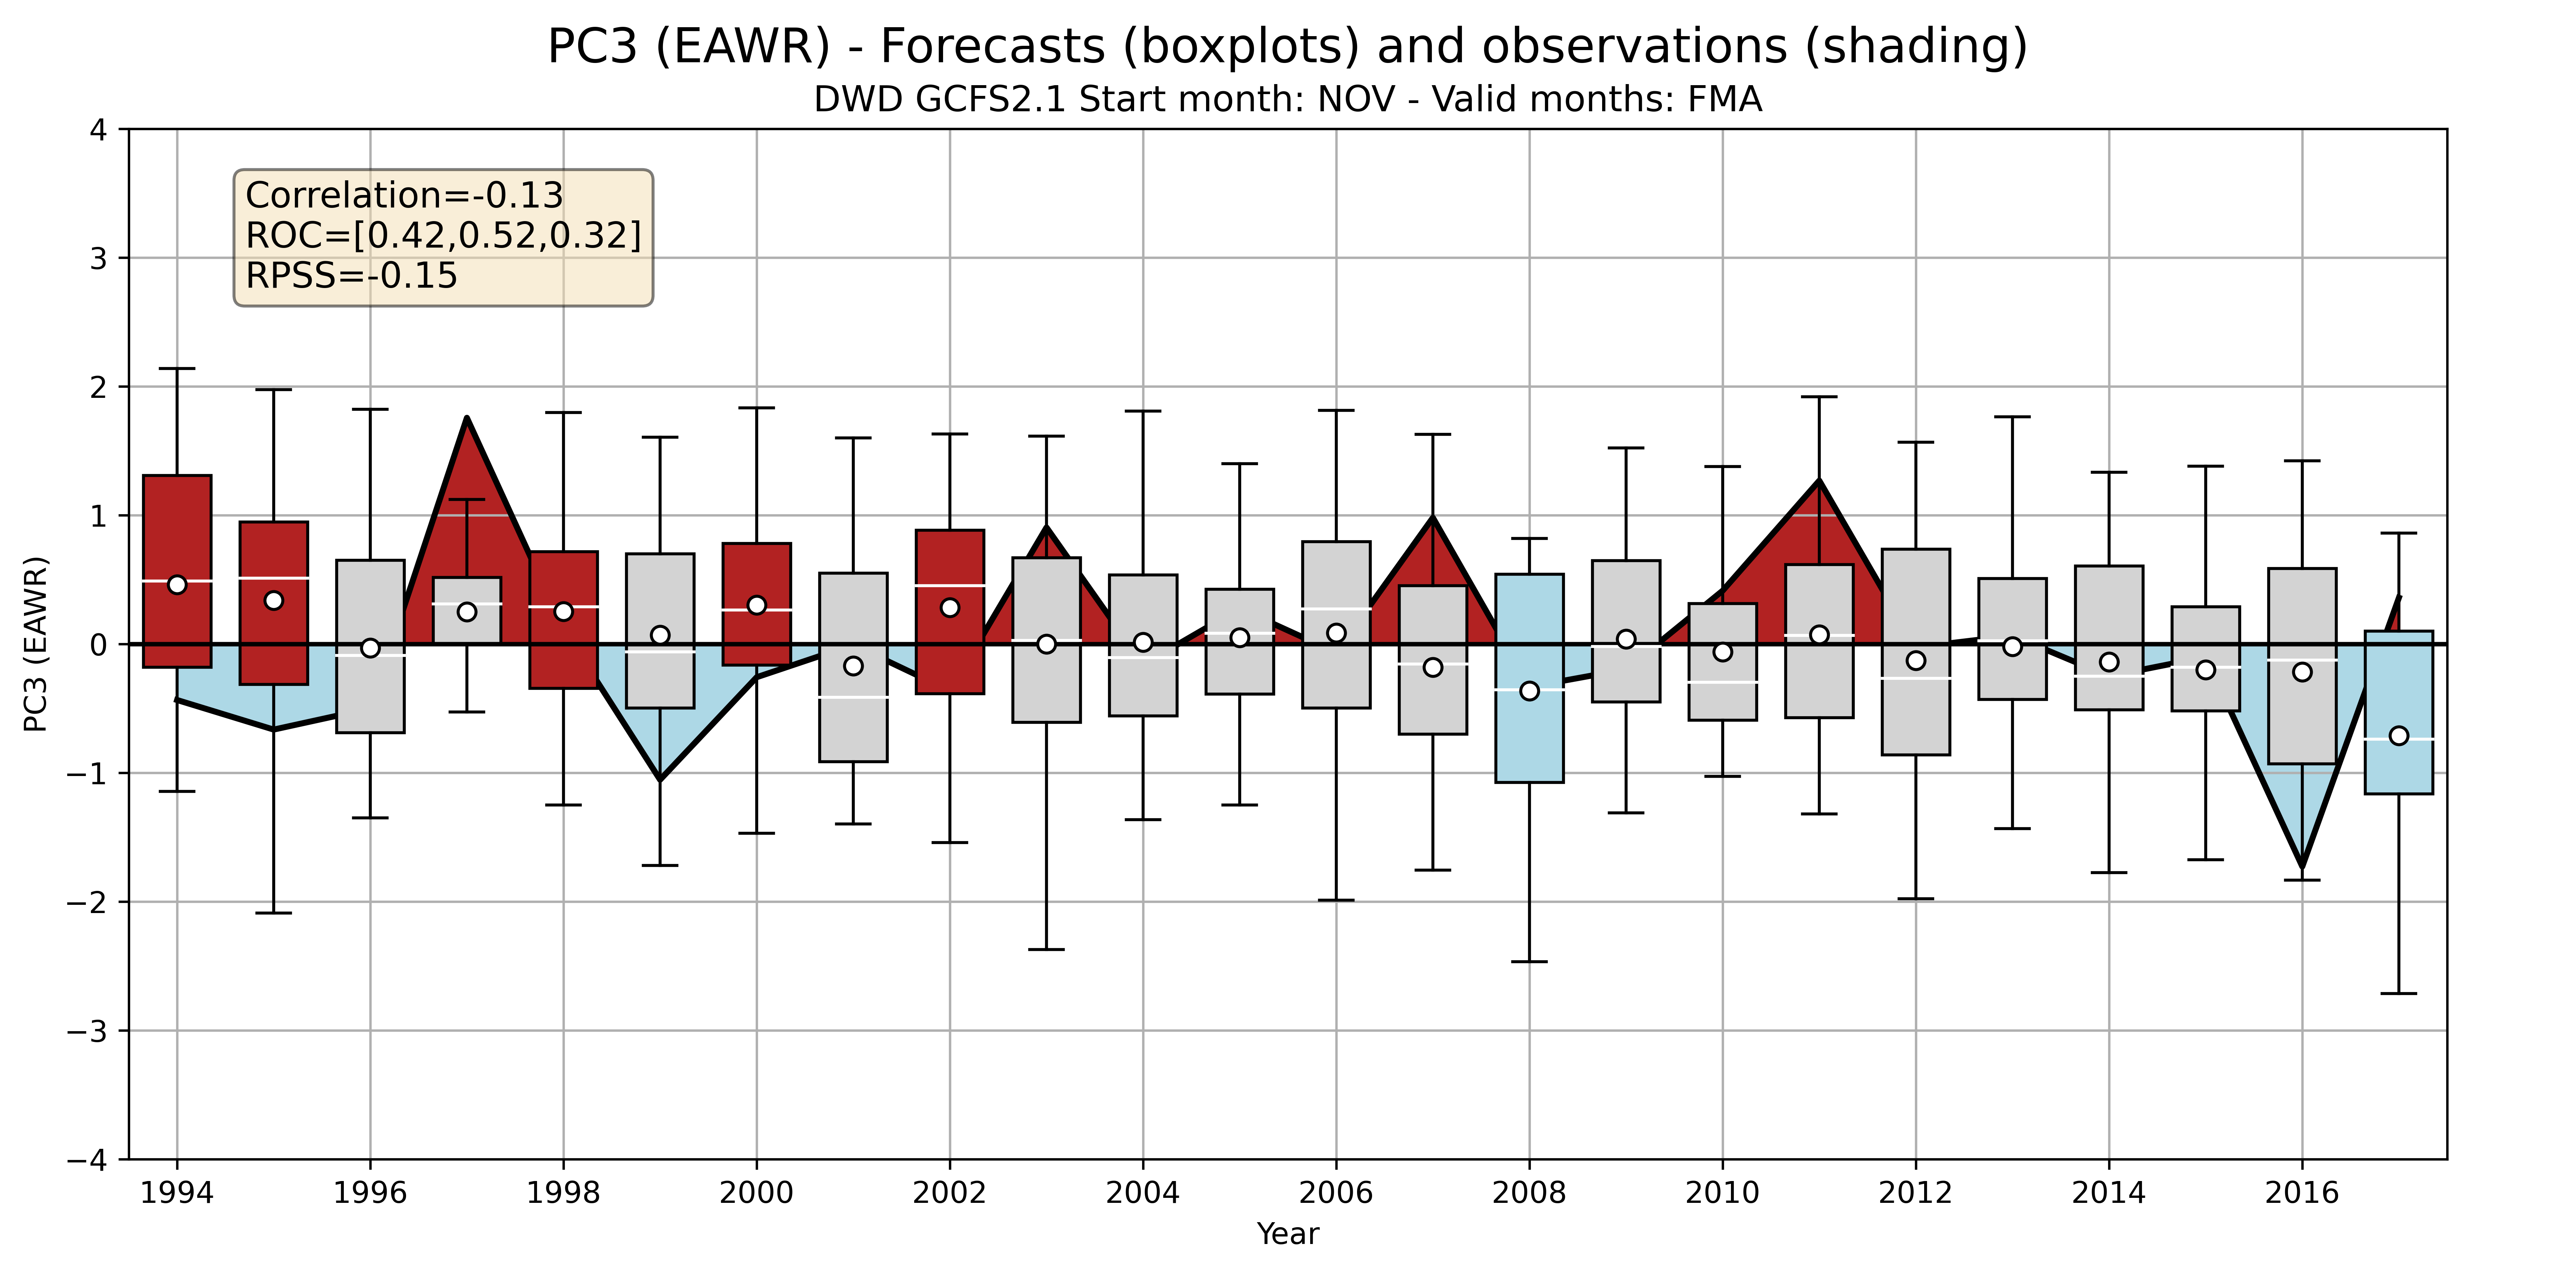 PC3 (EAWR) - Forecasts (boxplots) and observations (shading)
DWD GCFS2.1 Start month: NOV - Valid months: FMA
Correlation=-0.13
ROC=[0.42,0.52,0.32]
RPSS=-0.15
PC3 (EAWR)
4
3
2
1
0
−1
−2
−3
−4
1994 1996 1998 2000 2002 2004 2006 2008 2010 2012 2014 2016
Year